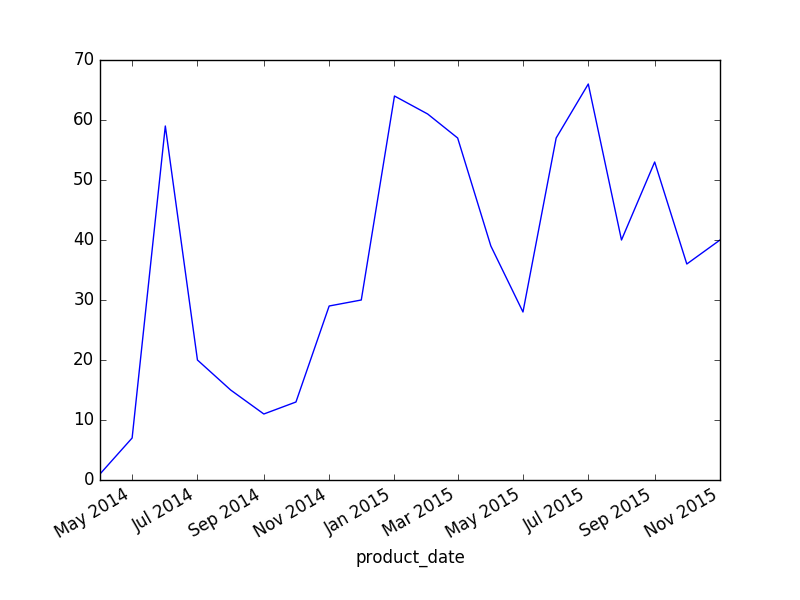 70
60
50
40
30
20
10
0
May 2014
Jul 2014
Sep 2014
Nov 2014
Jan 2015
Mar 2015
May 2015
Jul 2015
Sep 2015
Nov 2015
product_date